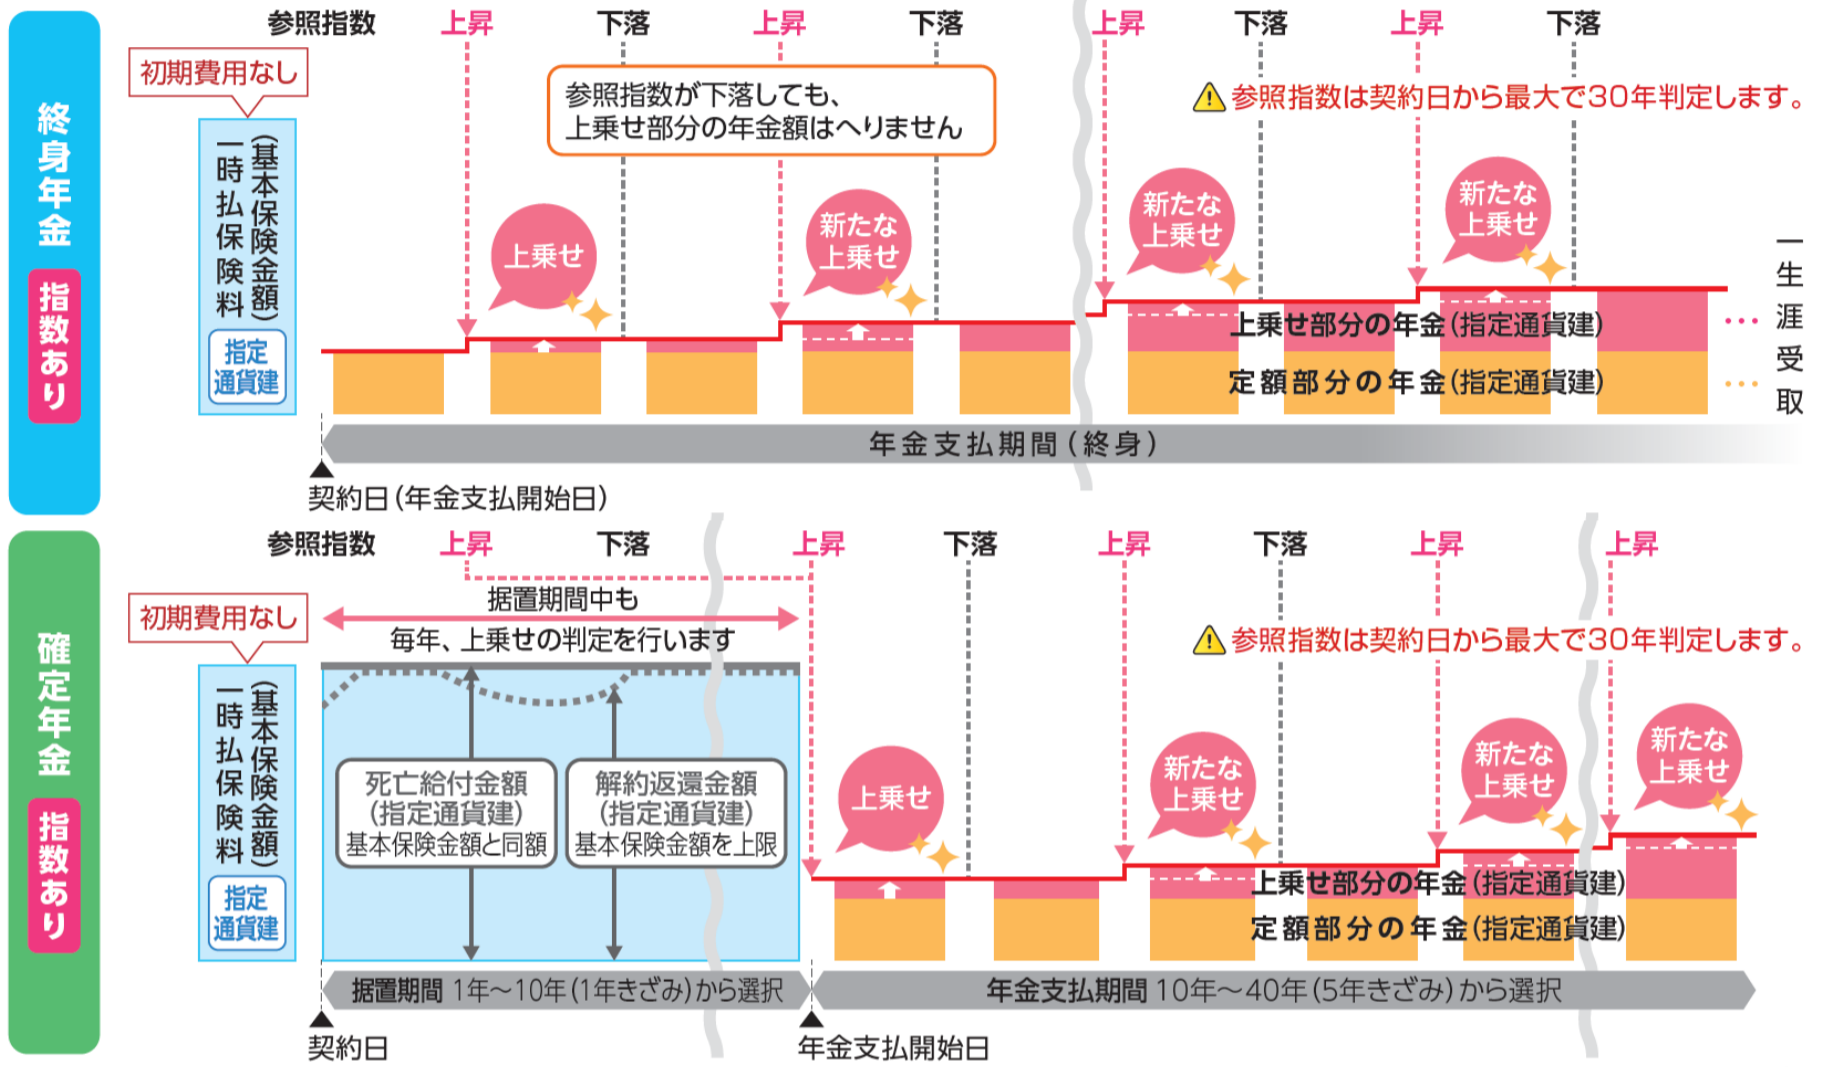 終身年金
指数あり
参照指数
上昇
下落
上昇
下落
上昇
下落
上昇
下落
初期費用なし
一時払保険料
(基本保険金額)
指定
通貨建
参照指数が下落しても、
上乗せ部分の年金額はへりません
参照指数は契約日から最大で30年判定します。
上乗せ
新たな
上乗せ
新たな
上乗せ
新たな
上乗せ
上乗せ部分の年金(指定通貨建)
定額部分の年金(指定通貨建)
一生涯受取
年金支払期間(終身)
契約日(年金支払開始日)
確定年金
指数あり
参照指数
上昇
下落
上昇
下落
上昇
下落
上昇
上昇
初期費用なし
一時払保険料
(基本保険金額)
指定
通貨建
据置期間中も
毎年、上乗せの判定を行います
参照指数は契約日から最大で30年判定します。
死亡給付金額
(指定通貨建)
基本保険金額と同額
解約返還金額
(指定通貨建)
基本保険金額を上限
上乗せ
新たな
上乗せ
新たな
上乗せ
新たな
上乗せ
上乗せ部分の年金(指定通貨建)
定額部分の年金(指定通貨建)
据置期間 1年~10年(1年きざみ)から選択
年金支払期間 10年~40年(5年きざみ)から選択
契約日
年金支払開始日